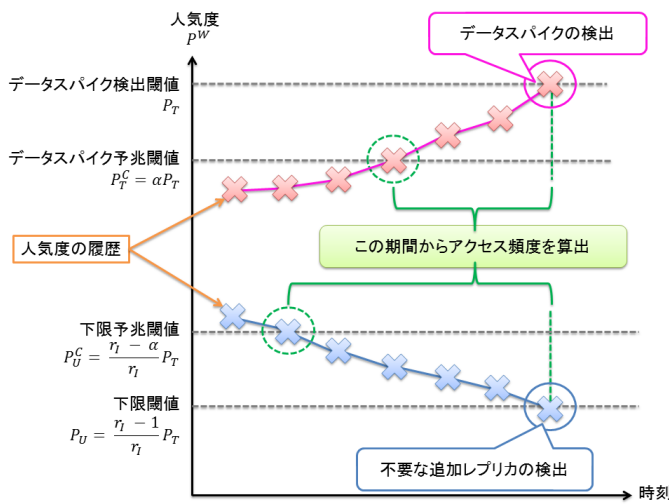 人気度
P^W
データスパイクの検出
データスパイク検出閾値
P_T
データスパイク予兆閾値
P_T^C = αP_T
人気度の履歴
この期間からアクセス頻度を算出
下限予兆閾値
P_U^C = \frac{r_I - α}{r_I} P_T
下限閾値
P_U = \frac{r_I - 1}{r_I} P_T
不要な追加レプリカの検出
時刻